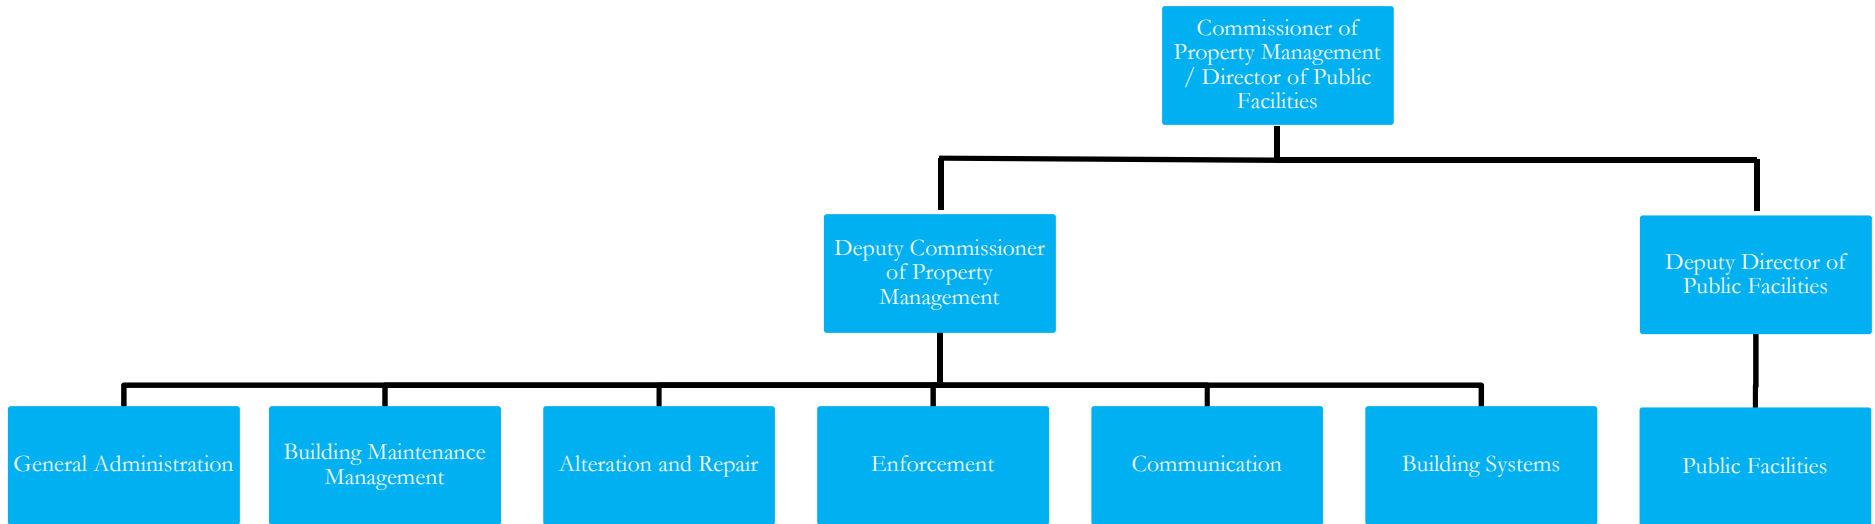 Commissioner of
Property Management
/ Director of Public
Facilities
Deputy Commissioner
of Property
Management
Deputy Director of
Public Facilities
General Administration
Building Maintenance
Management
Alteration and Repair
Enforcement
Communication
Building Systems
Public Facilities